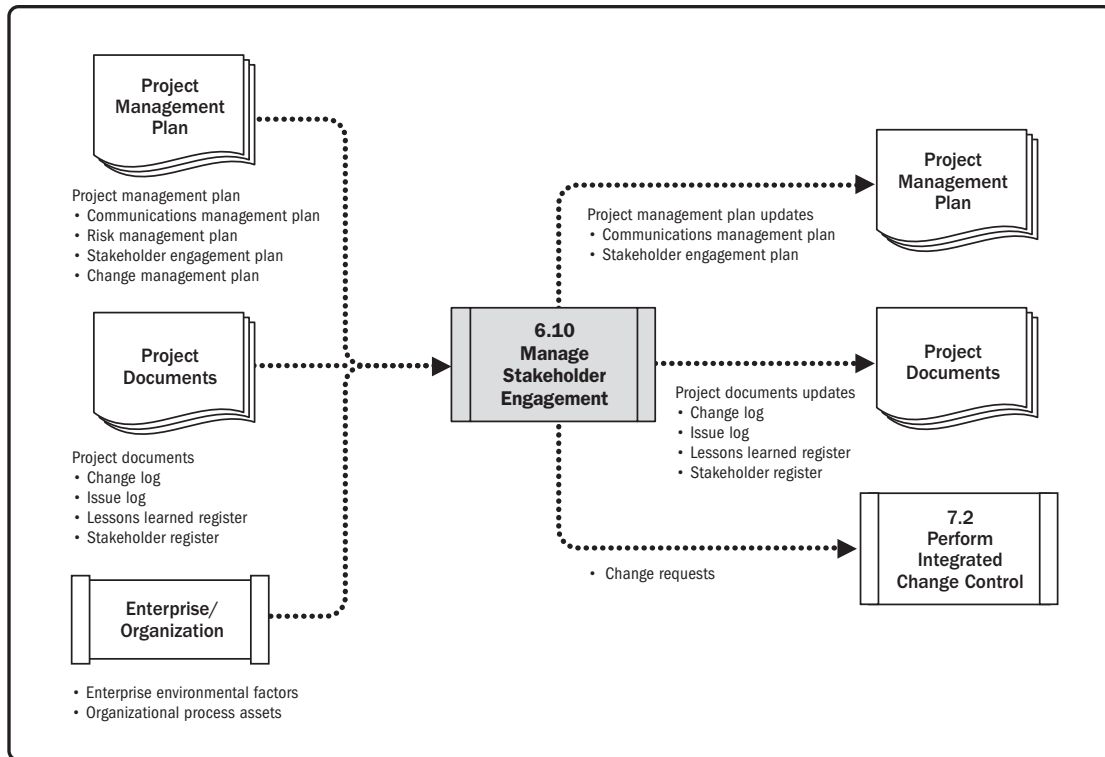 Project
Management
Plan
Project management plan
• Communications management plan
• Risk management plan
• Stakeholder engagement plan
• Change management plan
Project
Documents
Project documents
• Change log
• Issue log
• Lessons learned register
• Stakeholder register
Enterprise/
Organization
• Enterprise environmental factors
• Organizational process assets
6.10
Manage
Stakeholder
Engagement
Project management plan updates
• Communications management plan
• Stakeholder engagement plan
Project
Management
Plan
Project documents updates
• Change log
• Issue log
• Lessons learned register
• Stakeholder register
Project
Documents
• Change requests
7.2
Perform
Integrated
Change Control